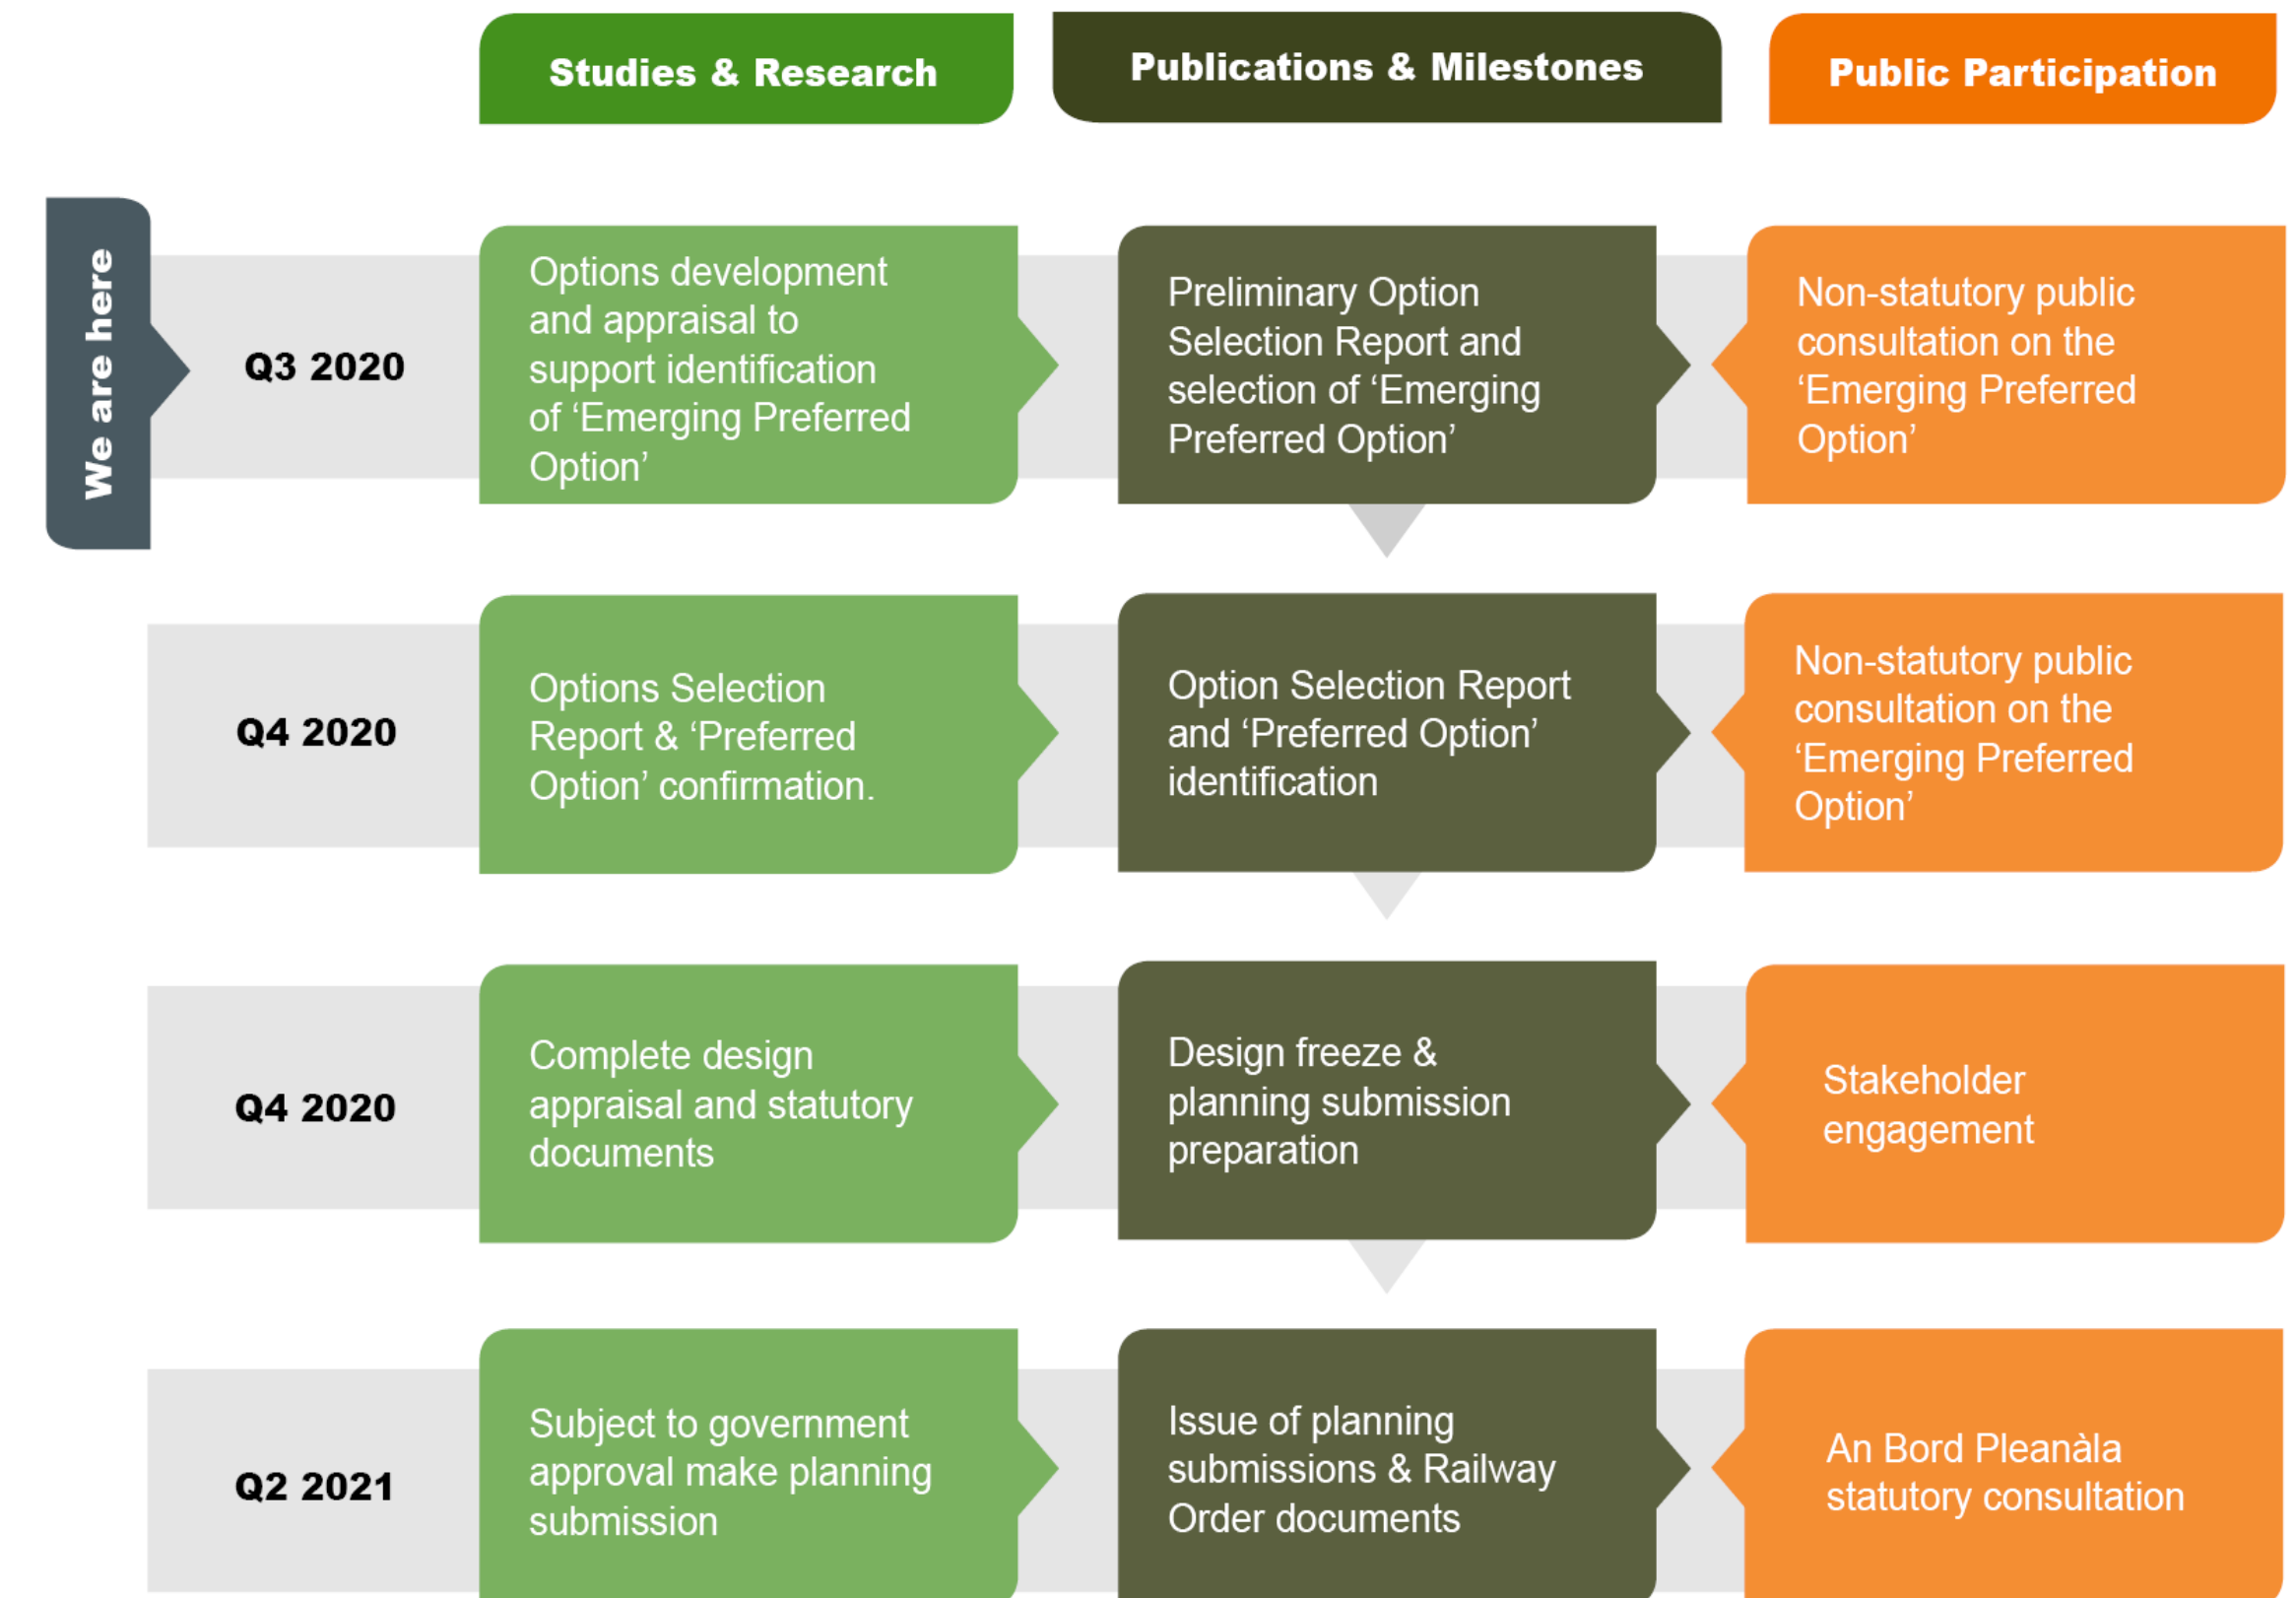 Studies & Research
Publications & Milestones
Public Participation
We are here
Q3 2020
Options development
and appraisal to
support identification
of ‘Emerging Preferred
Option’
Preliminary Option
Selection Report and
selection of ‘Emerging
Preferred Option’
Non-statutory public
consultation on the
‘Emerging Preferred
Option’
Q4 2020
Options Selection
Report & ‘Preferred
Option’ confirmation.
Option Selection Report
and ‘Preferred Option’
identification
Non-statutory public
consultation on the
‘Emerging Preferred
Option’
Q4 2020
Complete design
appraisal and statutory
documents
Design freeze &
planning submission
preparation
Stakeholder
engagement
Q2 2021
Subject to government
approval make planning
submission
Issue of planning
submissions & Railway
Order documents
An Bord Pleanàla
statutory consultation